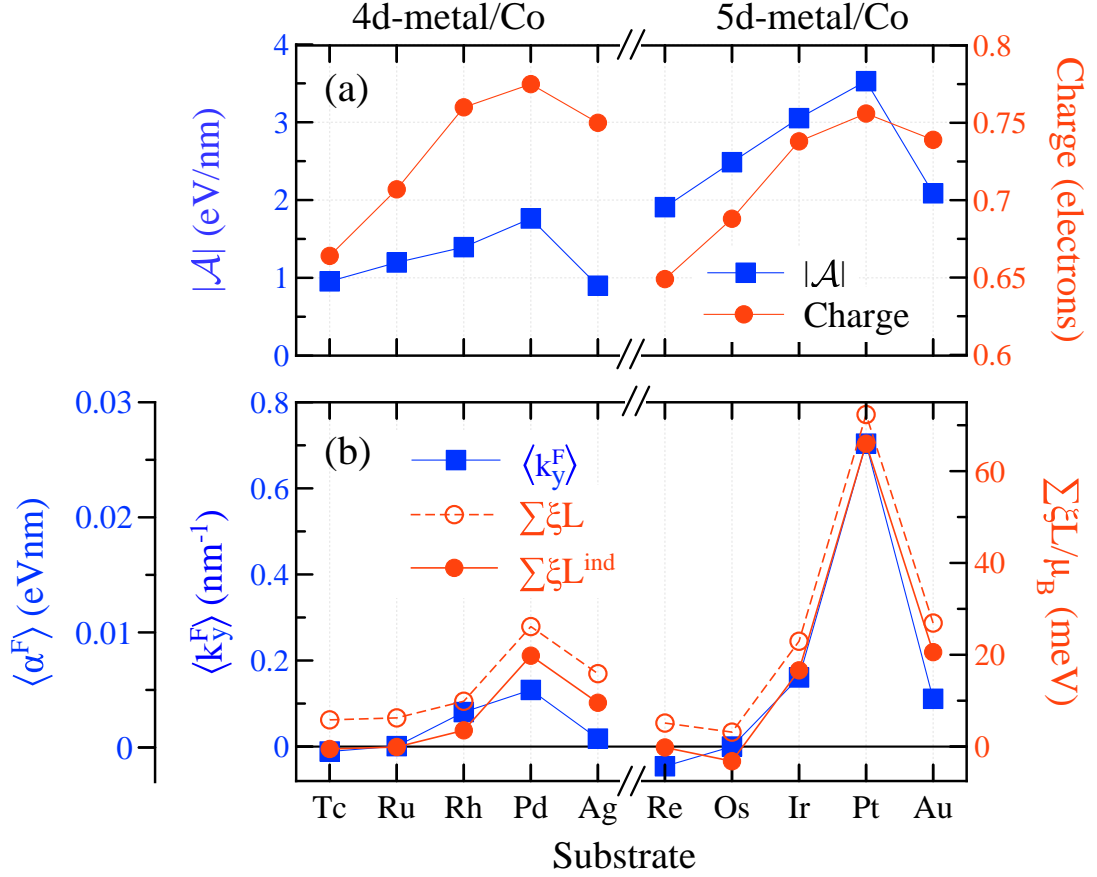 4d-metal/Co
5d-metal/Co
(a)
|𝒜| (eV/nm)
4
3
2
1
0
Charge (electrons)
0.8
0.75
0.7
0.65
0.6
|𝒜|
Charge
(b)
⟨α^F⟩ (eVnm)
0.03
0.02
0.01
0
⟨k_y^F⟩ (nm^-1)
0.8
0.6
0.4
0.2
0
⟨k_y^F⟩
∑ξL
∑ξL^ind
∑ξL/μ_B (meV)
60
40
20
0
Tc Ru Rh Pd Ag Re Os Ir Pt Au
Substrate